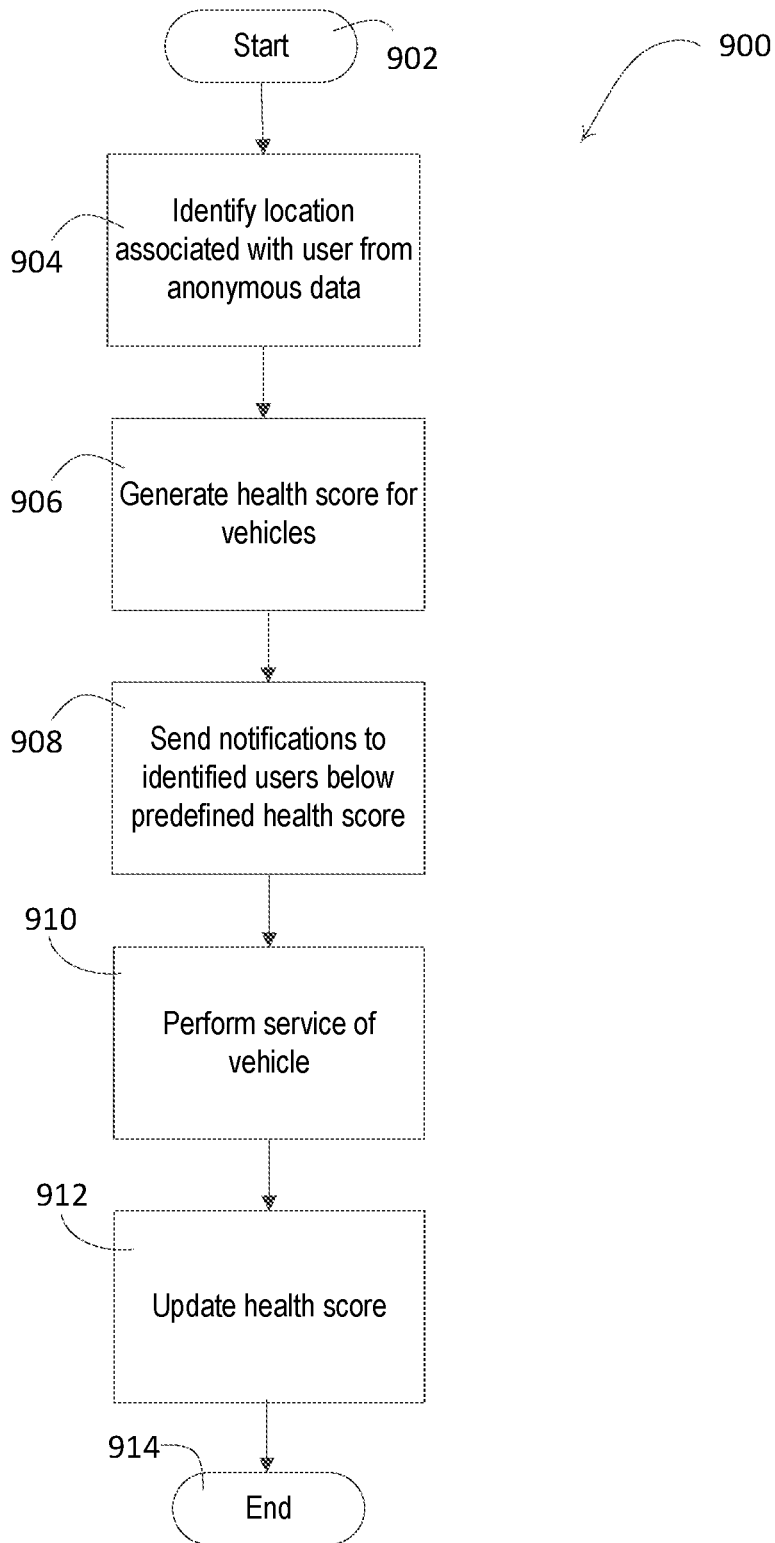 Start
902
900
Identify location
associated with user from
anonymous data
904
Generate health score for
vehicles
906
Send notifications to
identified users below
predefined health score
908
910
Perform service of
vehicle
912
Update health score
914
End